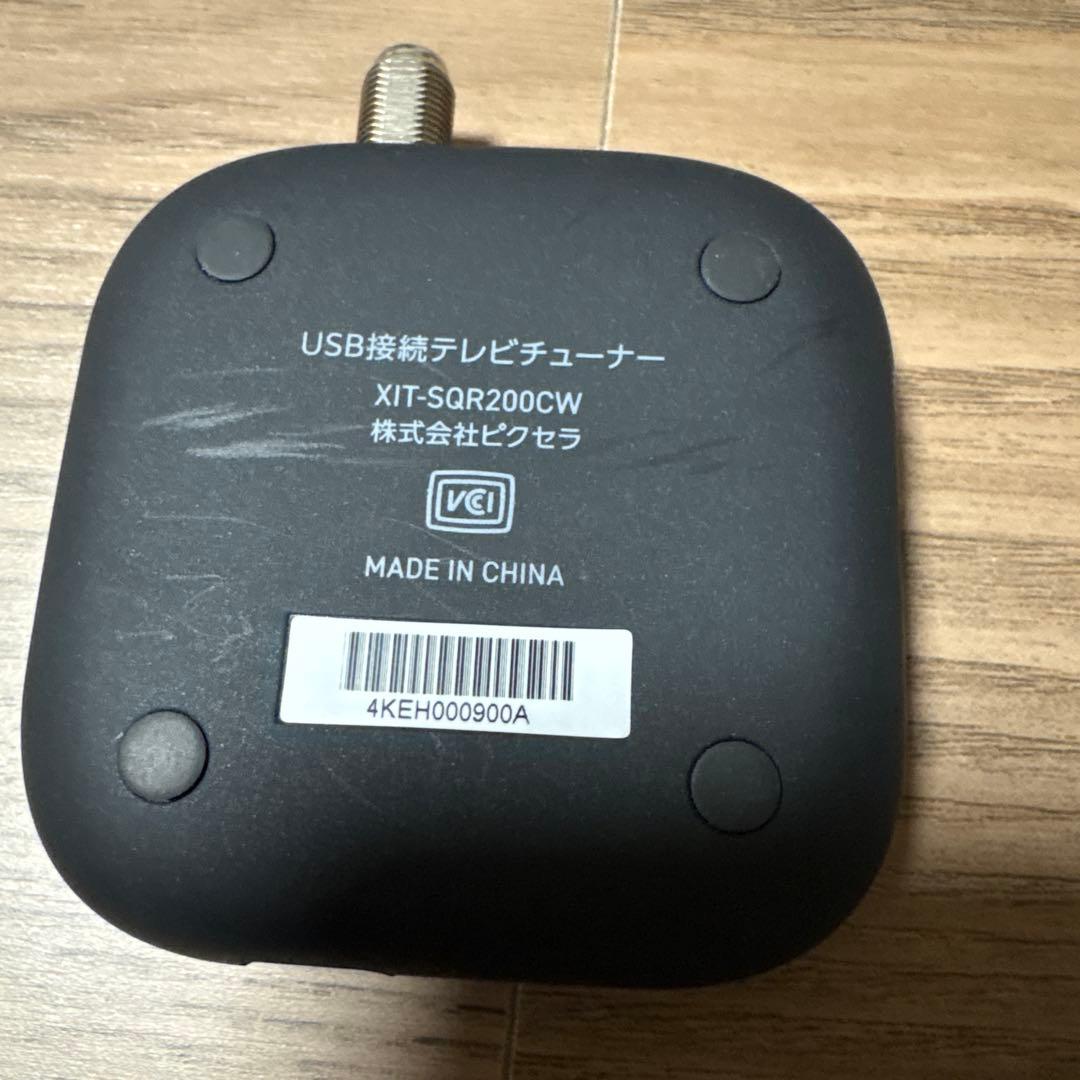 USB接続テレビチューナー
XIT-SQR200CW
株式会社ピクセラ
VCCI
MADE IN CHINA
4KEH000900A